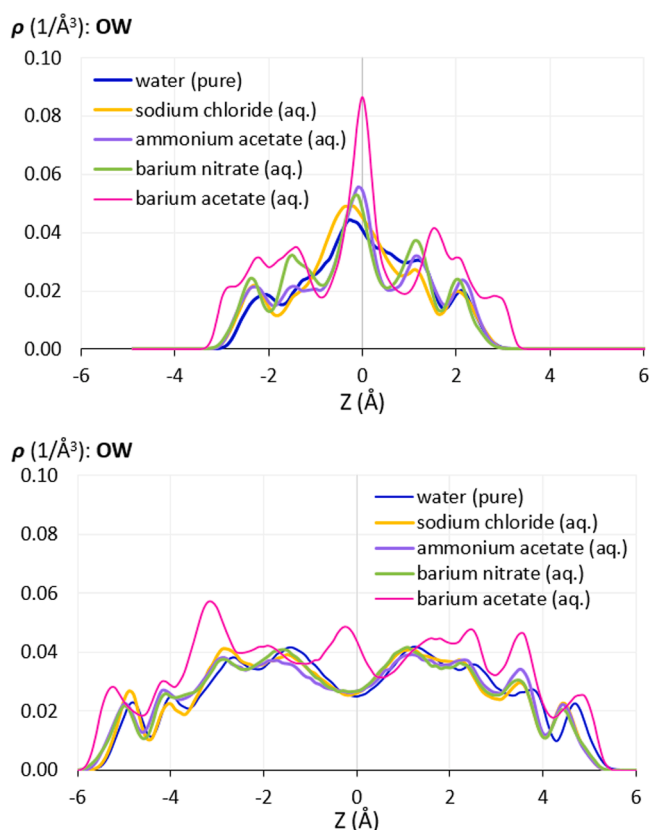 ρ (1/Å³): OW
0.10
water (pure)
0.08
sodium chloride (aq.)
ammonium acetate (aq.)
0.06
barium nitrate (aq.)
barium acetate (aq.)
0.04
0.02
0.00
-6 -4 -2 0 2 4 6
Z (Å)
ρ (1/Å³): OW
0.10
water (pure)
sodium chloride (aq.)
0.08
ammonium acetate (aq.)
barium nitrate (aq.)
0.06
barium acetate (aq.)
0.04
0.02
0.00
-6 -4 -2 0 2 4 6
Z (Å)